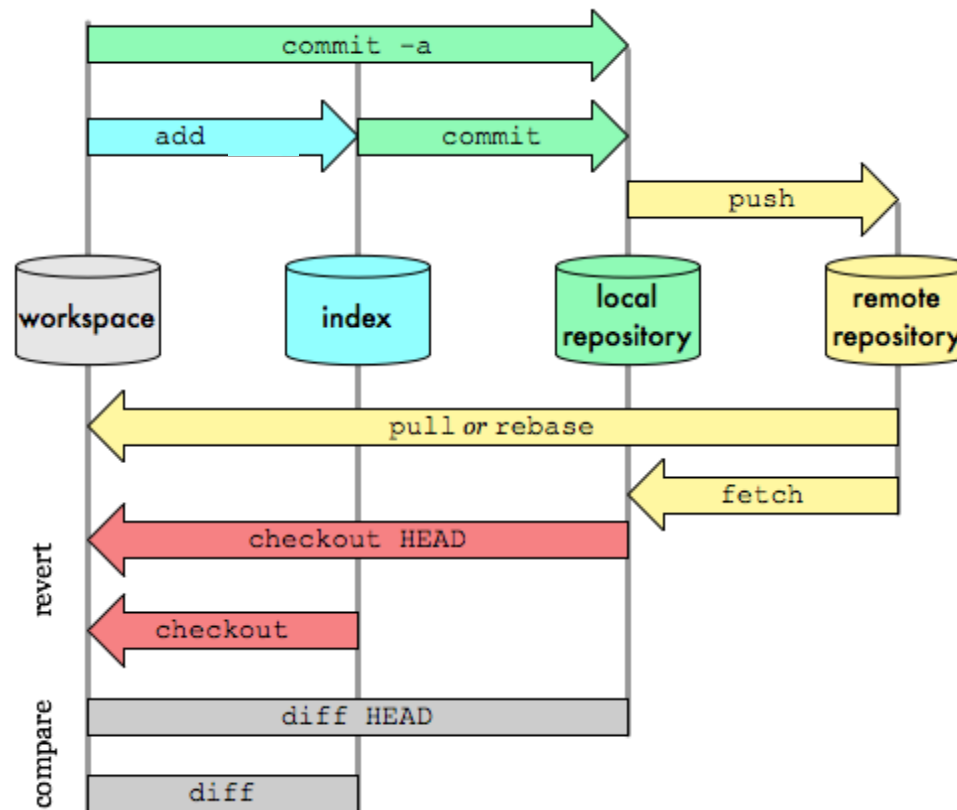 commit -a
add
commit
push
workspace
index
local
repository
remote
repository
pull or rebase
fetch
revert
checkout HEAD
checkout
compare
diff HEAD
diff